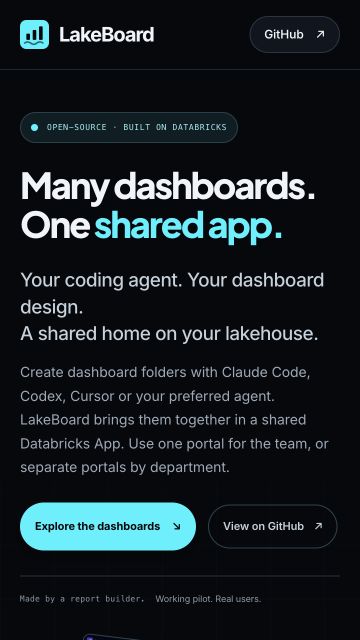 LakeBoard
GitHub ↗
OPEN-SOURCE · BUILT ON DATABRICKS
Many dashboards.
One shared app.
Your coding agent. Your dashboard
design.
A shared home on your lakehouse.
Create dashboard folders with Claude Code,
Codex, Cursor or your preferred agent.
LakeBoard brings them together in a shared
Databricks App. Use one portal for the team, or
separate portals by department.
Explore the dashboards ↘
View on GitHub ↗
Made by a report builder. Working pilot. Real users.